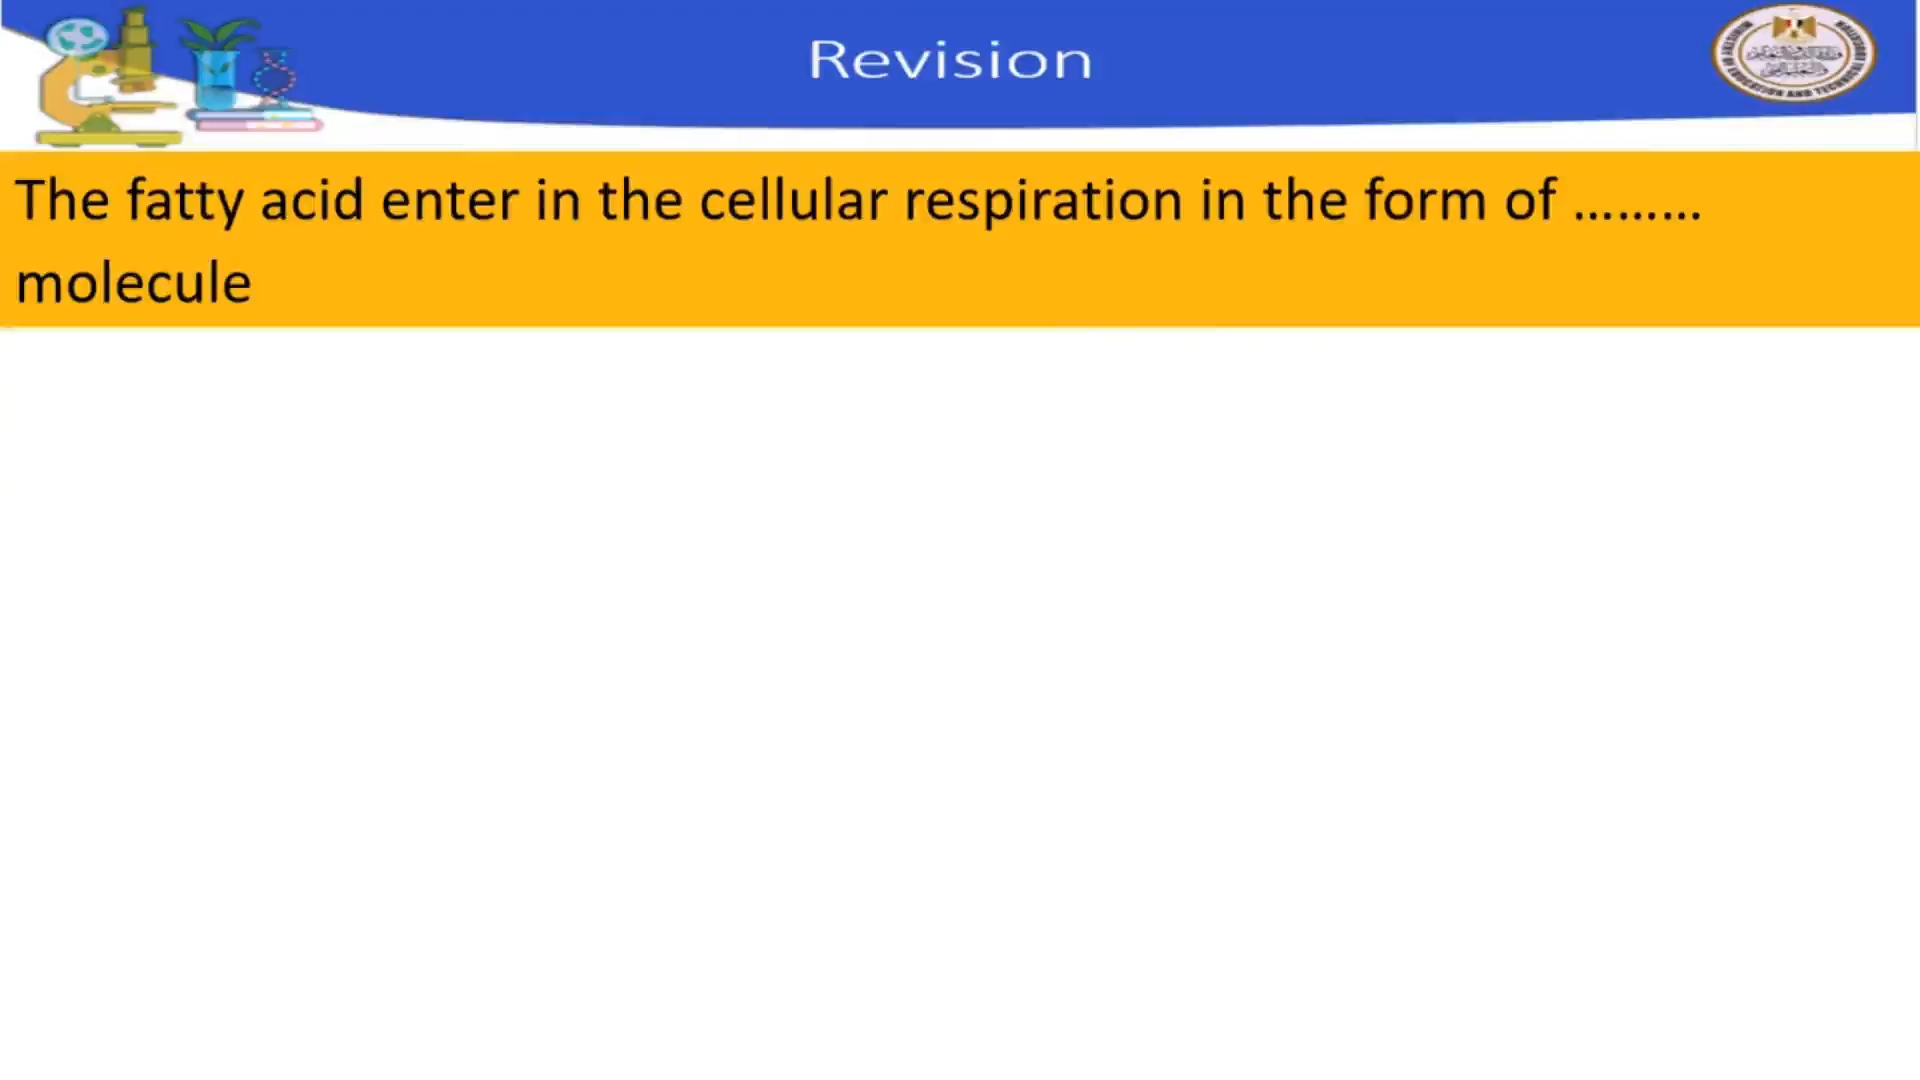 Revision
The fatty acid enter in the cellular respiration in the form of ………
molecule